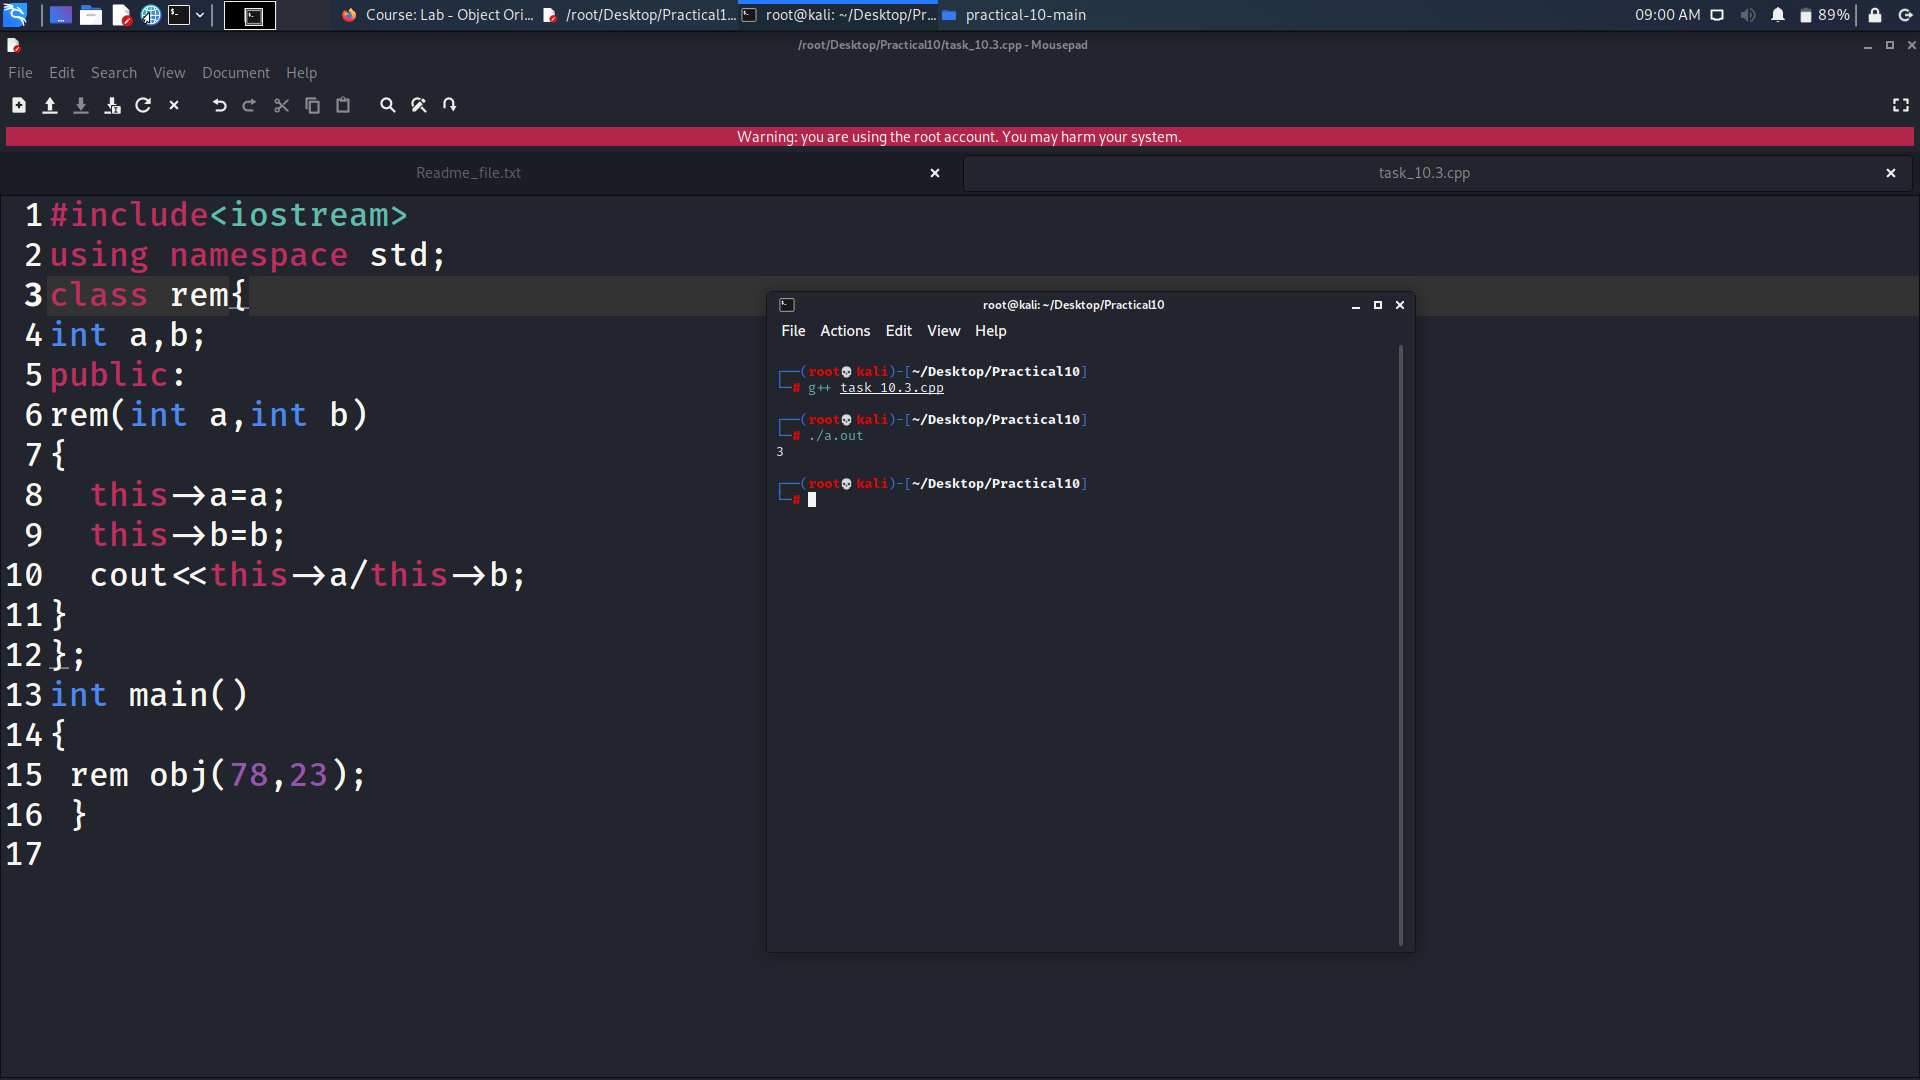 Course: Lab - Object Ori...
/root/Desktop/Practical1...
root@kali: ~/Desktop/Pr...
practical-10-main
09:00 AM
89%
/root/Desktop/Practical10/task_10.3.cpp - Mousepad
File Edit Search View Document Help
Warning: you are using the root account. You may harm your system.
Readme_file.txt
task_10.3.cpp
1 #include<iostream>
2 using namespace std;
3 class rem{
4 int a,b;
5 public:
6 rem(int a,int b)
7 {
8   this->a=a;
9   this->b=b;
10   cout<<this->a/this->b;
11 }
12 };
13 int main()
14 {
15  rem obj(78,23);
16  }
17
root@kali: ~/Desktop/Practical10
File Actions Edit View Help
┌──(root💀kali)-[~/Desktop/Practical10]
└─# g++ task_10.3.cpp
┌──(root💀kali)-[~/Desktop/Practical10]
└─# ./a.out
3
┌──(root💀kali)-[~/Desktop/Practical10]
└─#